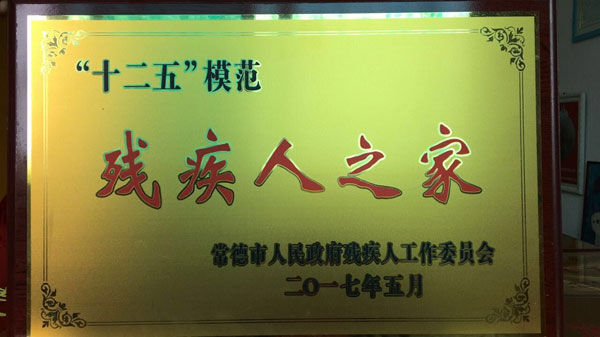 “十二五”模范
残疾人之家
常德市人民政府残疾人工作委员会
二〇一七年五月